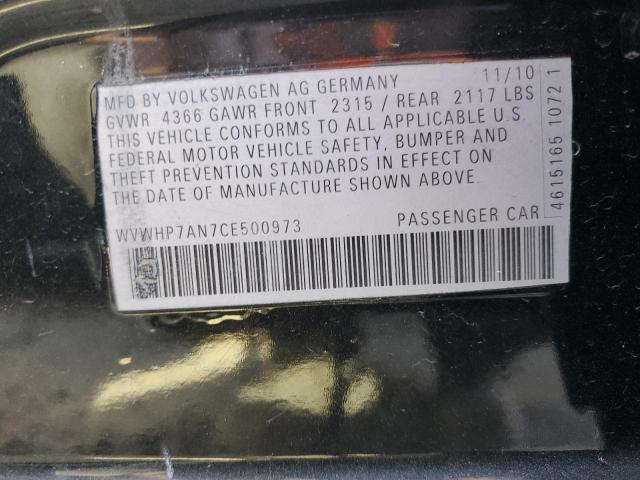 MFD BY VOLKSWAGEN AG GERMANY 11/10
GVWR 4366 GAWR FRONT 2315 / REAR 2117 LBS
THIS VEHICLE CONFORMS TO ALL APPLICABLE U.S.
FEDERAL MOTOR VEHICLE SAFETY, BUMPER AND
THEFT PREVENTION STANDARDS IN EFFECT ON
THE DATE OF MANUFACTURE SHOWN ABOVE.
WVWHP7AN7CE500973 PASSENGER CAR
4615165 10721